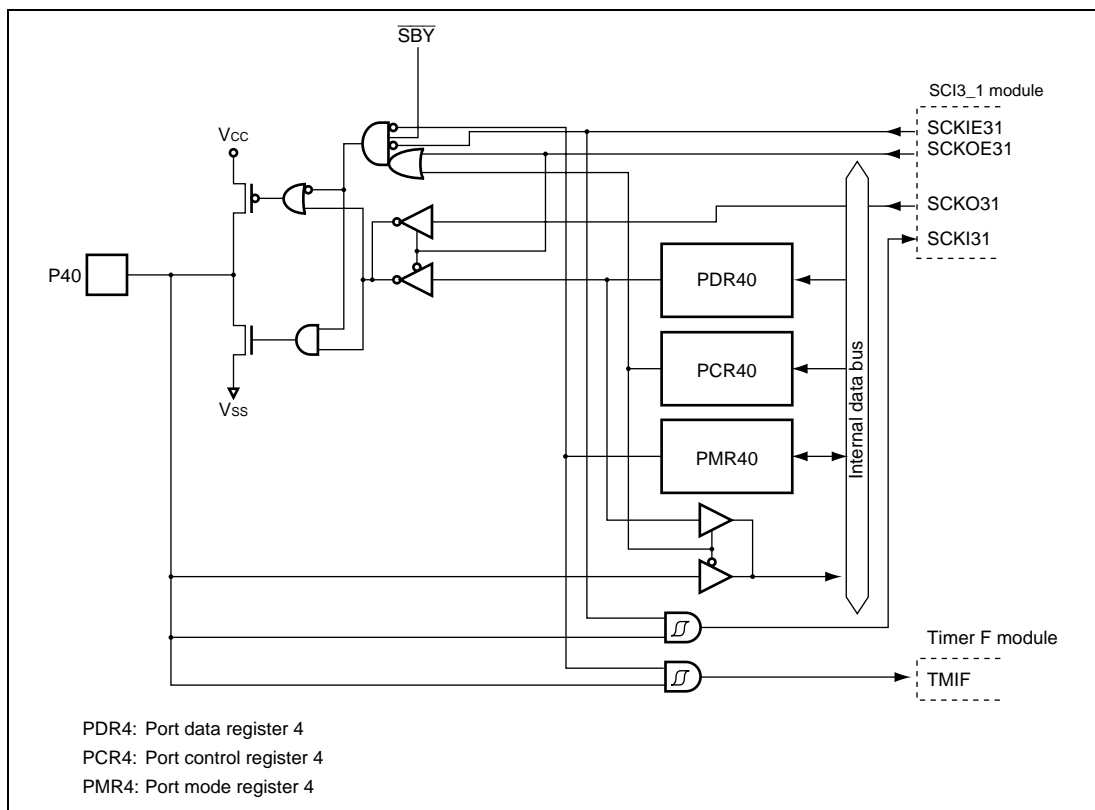 SBY
SCI3_1 module
VCC
SCKIE31
SCKOE31
SCKO31
SCKI31
P40
PDR40
PCR40
PMR40
Internal data bus
VSS
Timer F module
TMIF
PDR4: Port data register 4
PCR4: Port control register 4
PMR4: Port mode register 4